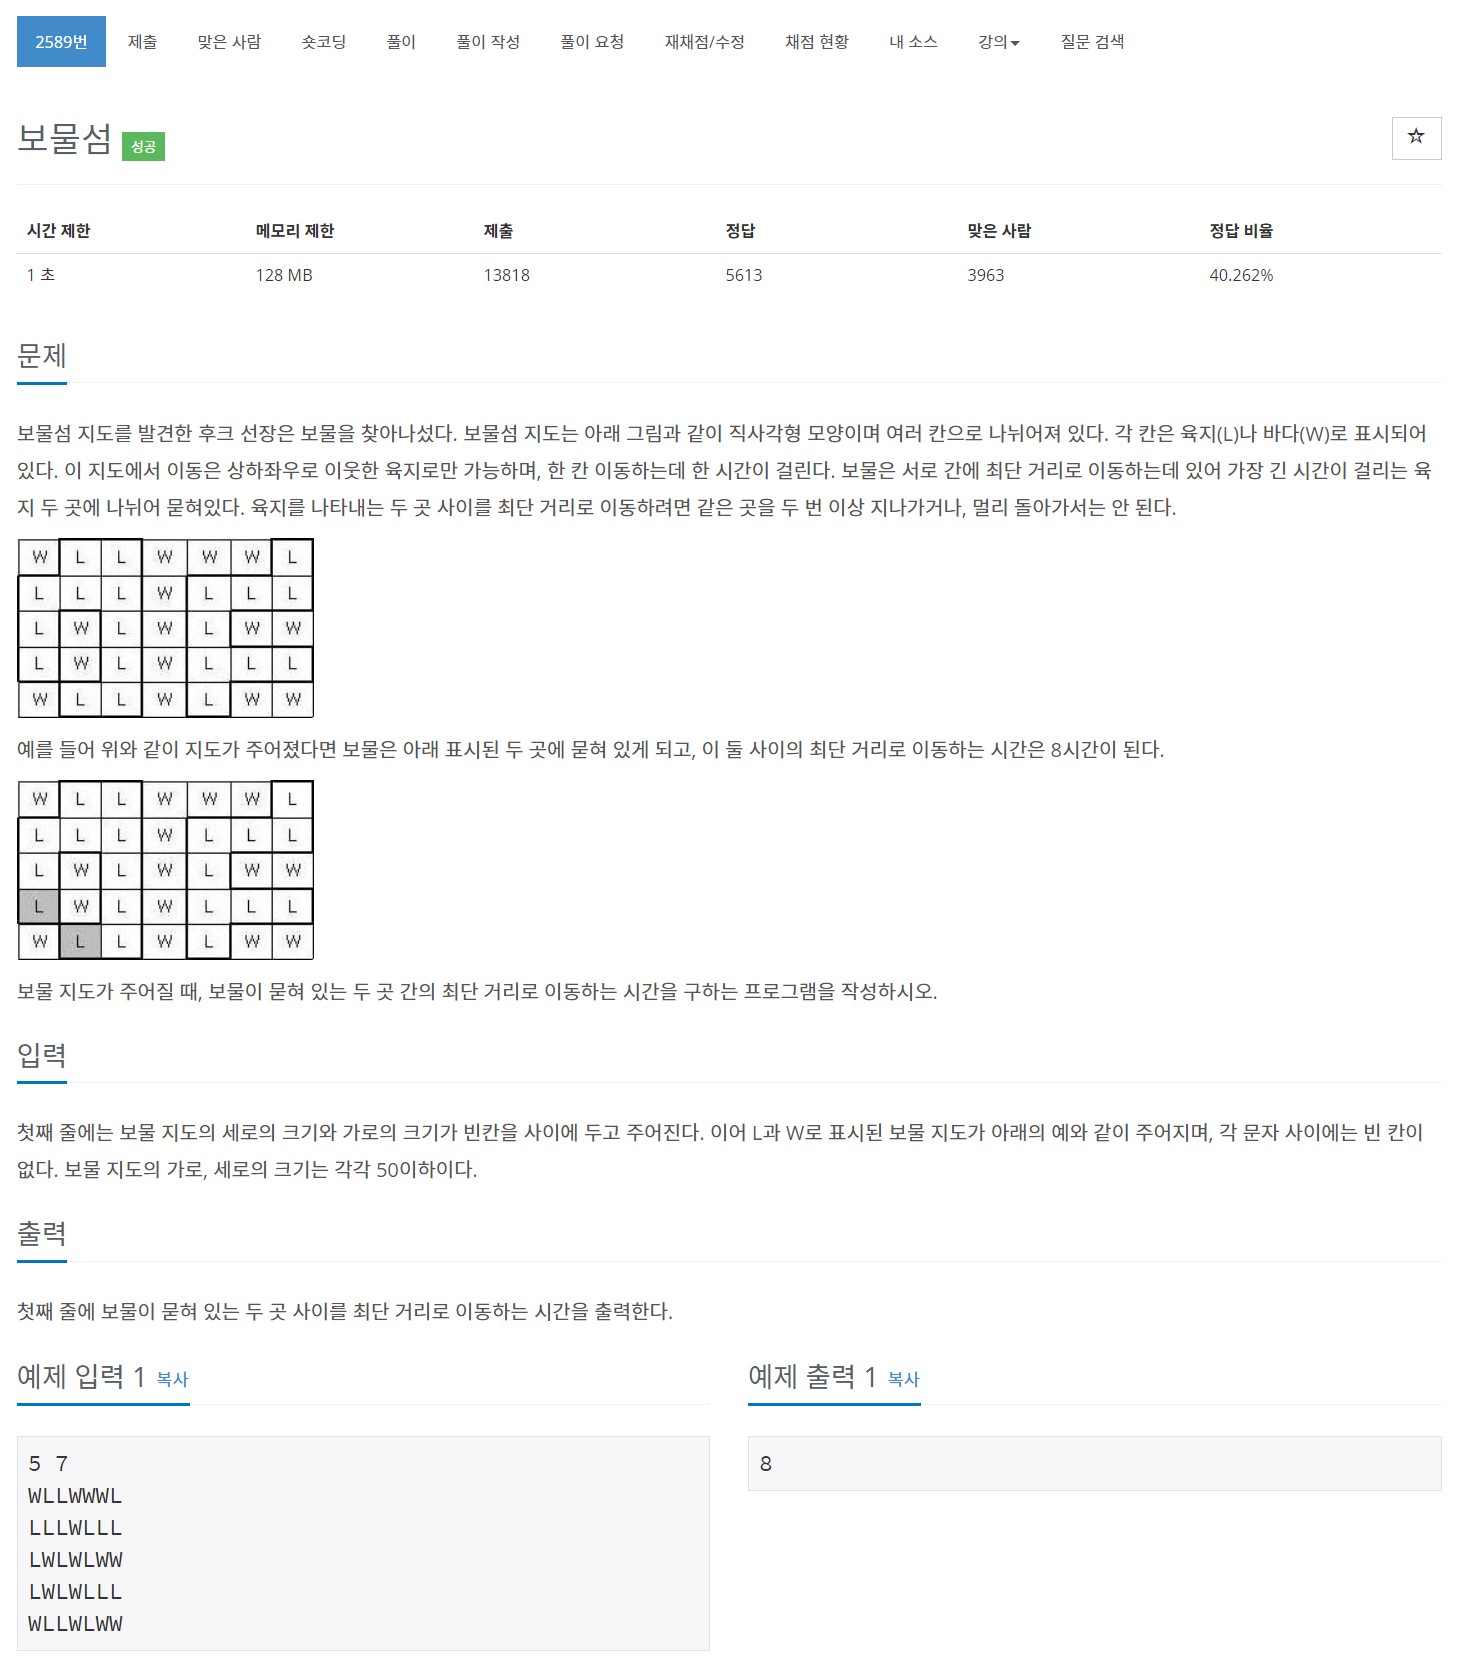 2589번 제출 맞은 사람 숏코딩 풀이 풀이 작성 풀이 요청 재채점/수정 채점 현황 내 소스 강의 질문 검색
보물섬 성공
☆
시간 제한 메모리 제한 제출 정답 맞은 사람 정답 비율
1 초 128 MB 13818 5613 3963 40.262%
문제
보물섬 지도를 발견한 후크 선장은 보물을 찾아나섰다. 보물섬 지도는 아래 그림과 같이 직사각형 모양이며 여러 칸으로 나뉘어져 있다. 각 칸은 육지(L)나 바다(W)로 표시되어
있다. 이 지도에서 이동은 상하좌우로 이웃한 육지로만 가능하며, 한 칸 이동하는데 한 시간이 걸린다. 보물은 서로 간에 최단 거리로 이동하는데 있어 가장 긴 시간이 걸리는 육
지 두 곳에 나뉘어 묻혀있다. 육지를 나타내는 두 곳 사이를 최단 거리로 이동하려면 같은 곳을 두 번 이상 지나가거나, 멀리 돌아가서는 안 된다.
W L L W W W L
L L L W L L L
L W L W L W W
L W L W L L L
W L L W L W W
예를 들어 위와 같이 지도가 주어졌다면 보물은 아래 표시된 두 곳에 묻혀 있게 되고, 이 둘 사이의 최단 거리로 이동하는 시간은 8시간이 된다.
W L L W W W L
L L L W L L L
L W L W L W W
L W L W L L L
W L L W L W W
보물 지도가 주어질 때, 보물이 묻혀 있는 두 곳 간의 최단 거리로 이동하는 시간을 구하는 프로그램을 작성하시오.
입력
첫째 줄에는 보물 지도의 세로의 크기와 가로의 크기가 빈칸을 사이에 두고 주어진다. 이어 L과 W로 표시된 보물 지도가 아래의 예와 같이 주어지며, 각 문자 사이에는 빈 칸이
없다. 보물 지도의 가로, 세로의 크기는 각각 50이하이다.
출력
첫째 줄에 보물이 묻혀 있는 두 곳 사이를 최단 거리로 이동하는 시간을 출력한다.
예제 입력 1 복사
5 7
WLLWWWL
LLLWLLL
LWLWLWW
LWLWLLL
WLLWLWW
예제 출력 1 복사
8